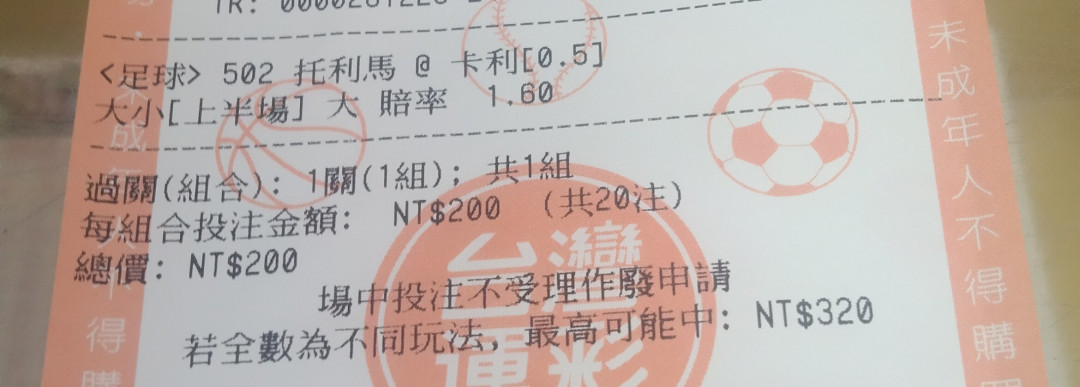 <足球> 502 托利馬 @ 卡利[0.5]
大小[上半場] 大 賠率 1.60
過關(組合): 1關(1組); 共1組
每組合投注金額: NT$200 (共20注)
總價: NT$200
場中投注不受理作廢申請
若全數為不同玩法, 最高可能中: NT$320
台灣
運彩
未成年人不得購
得購